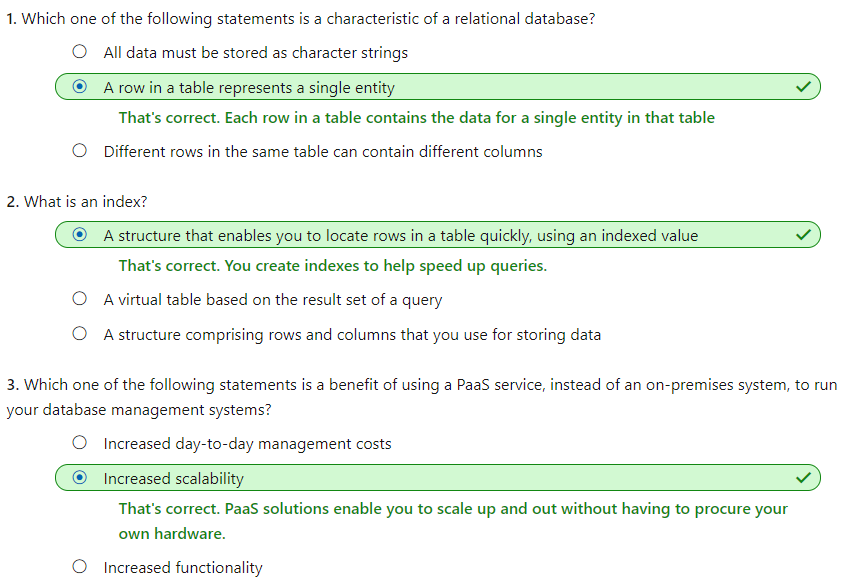 1. Which one of the following statements is a characteristic of a relational database?
All data must be stored as character strings
A row in a table represents a single entity
That's correct. Each row in a table contains the data for a single entity in that table
Different rows in the same table can contain different columns
2. What is an index?
A structure that enables you to locate rows in a table quickly, using an indexed value
That's correct. You create indexes to help speed up queries.
A virtual table based on the result set of a query
A structure comprising rows and columns that you use for storing data
3. Which one of the following statements is a benefit of using a PaaS service, instead of an on-premises system, to run
your database management systems?
Increased day-to-day management costs
Increased scalability
That's correct. PaaS solutions enable you to scale up and out without having to procure your
own hardware.
Increased functionality